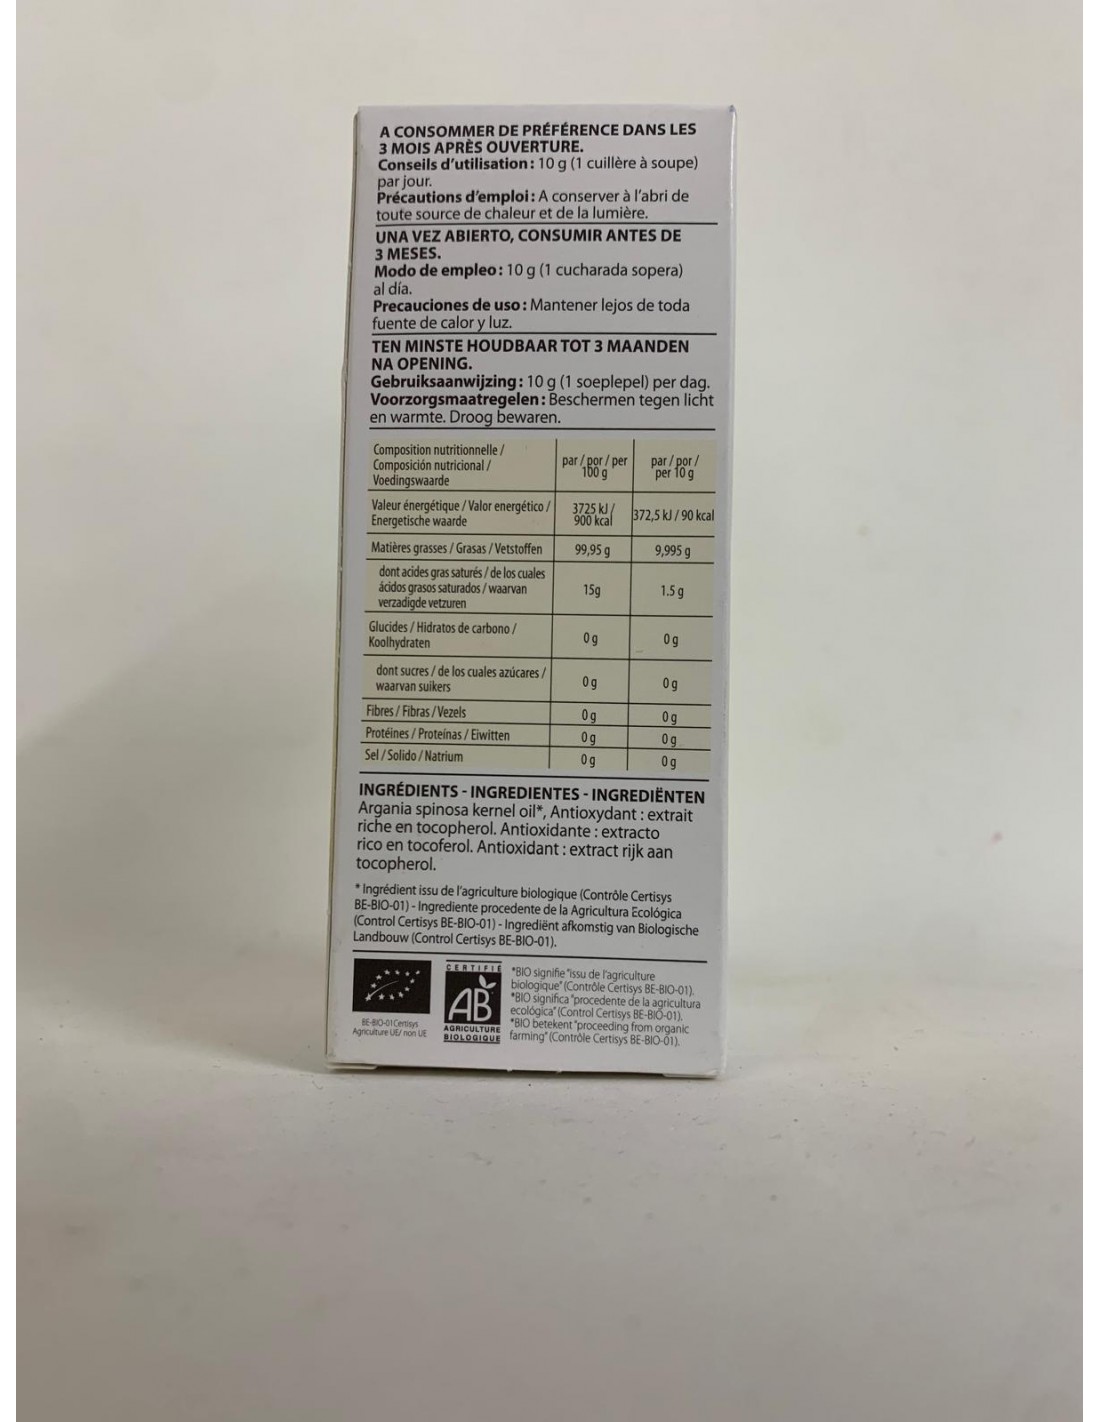 A CONSOMMER DE PRÉFÉRENCE DANS LES
3 MOIS APRÈS OUVERTURE.
Conseils d'utilisation : 10 g (1 cuillère à soupe)
par jour.
Précautions d'emploi : A conserver à l'abri de
toute source de chaleur et de la lumière.
UNA VEZ ABIERTO, CONSUMIR ANTES DE
3 MESES.
Modo de empleo : 10 g (1 cucharada sopera)
al día.
Precauciones de uso : Mantener lejos de toda
fuente de calor y luz.
TEN MINSTE HOUDBAAR TOT 3 MAANDEN
NA OPENING.
Gebruiksaanwijzing : 10 g (1 soeplepel) per dag.
Voorzorgsmaatregelen : Beschermen tegen licht
en warmte. Droog bewaren.
Composition nutritionnelle /
Composición nutricional /
Voedingswaarde
par / por / per
100 g
par / por /
per 10 g
Valeur énergétique / Valor energético /
Energetische waarde
3725 kJ /
900 kcal
372,5 kJ / 90 kcal
Matières grasses / Grasas / Vetstoffen
99,95 g
9,995 g
dont acides gras saturés / de los cuales
ácidos grasos saturados / waarvan
verzadigde vetzuren
15g
1.5 g
Glucides / Hidratos de carbono /
Koolhydraten
0 g
0 g
dont sucres / de los cuales azúcares /
waarvan suikers
0 g
0 g
Fibres / Fibras / Vezels
0 g
0 g
Protéines / Proteínas / Eiwitten
0 g
0 g
Sel / Solido / Natrium
0 g
0 g
INGRÉDIENTS - INGREDIENTES - INGREDIËNTEN
Argania spinosa kernel oil*, Antioxydant : extrait
riche en tocopherol. Antioxidante : extracto
rico en tocoferol. Antioxidant : extract rijk aan
tocopherol.
* Ingrédient issu de l'agriculture biologique (Contrôle Certisys
BE-BIO-01) - Ingrediente procedente de la Agricultura Ecológica
(Control Certisys BE-BIO-01) - Ingrediënt afkomstig van Biologische
Landbouw (Control Certisys BE-BIO-01).
BE-BIO-01 Certisys
Agriculture UE/ non UE
CERTIFIÉ
AB
AGRICULTURE
BIOLOGIQUE
*BIO signifie "issu de l'agriculture
biologique" (Contrôle Certisys BE-BIO-01).
*BIO significa "procedente de la agricultura
ecológica" (Control Certisys BE-BIO-01).
*BIO betekent "proceeding from organic
farming" (Contrôle Certisys BE-BIO-01).